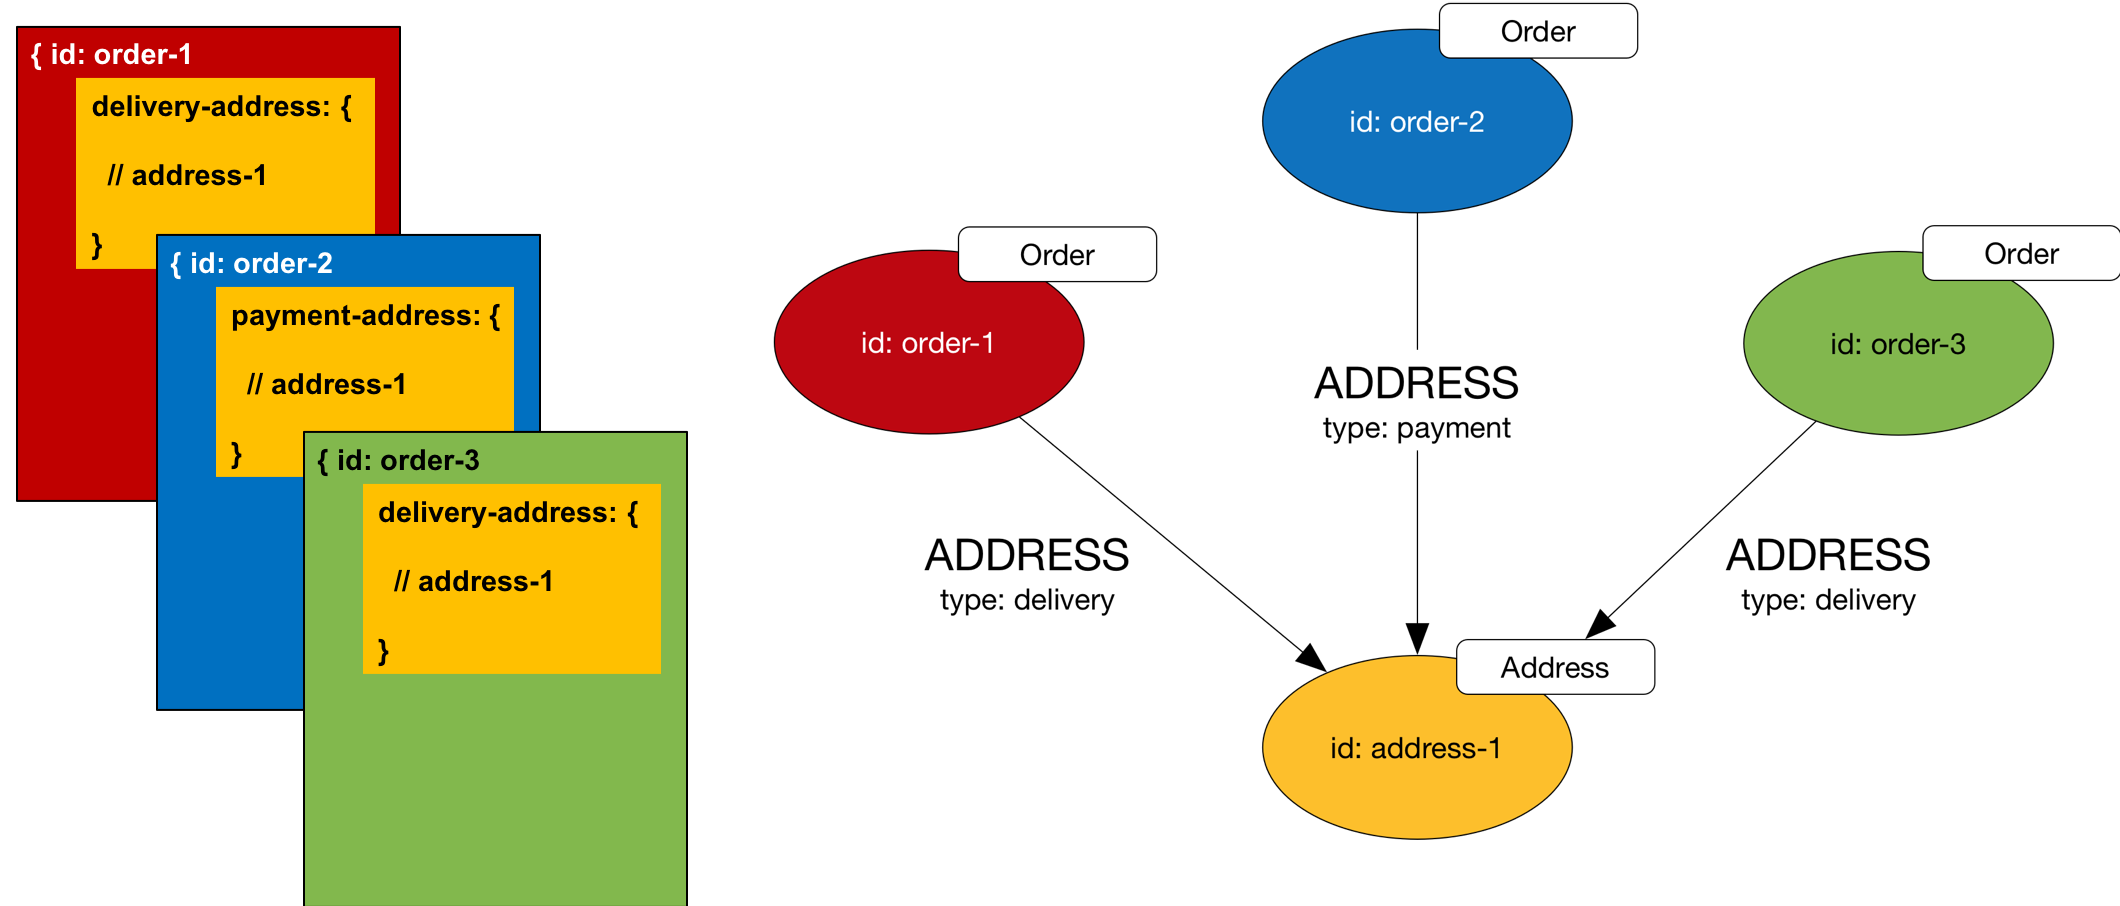 { id: order-1
delivery-address: {
// address-1
}
{ id: order-2
payment-address: {
// address-1
}
{ id: order-3
delivery-address: {
// address-1
}
Order
id: order-2
Order
id: order-1
Order
id: order-3
ADDRESS
type: payment
ADDRESS
type: delivery
ADDRESS
type: delivery
Address
id: address-1